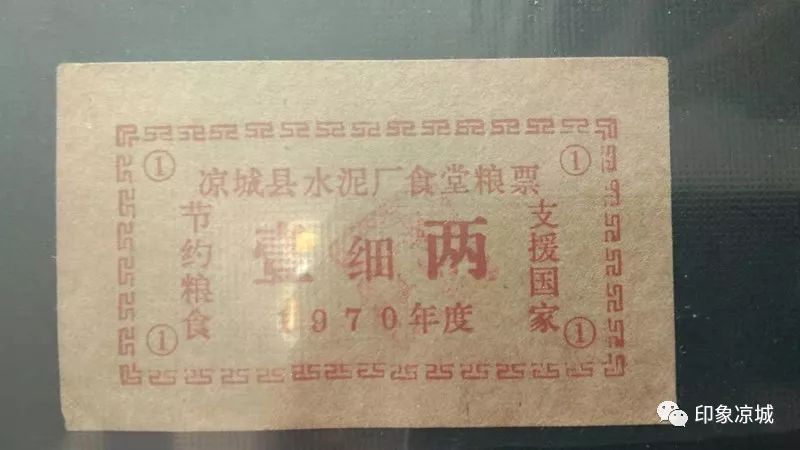 ①
①
凉城县水泥厂食堂粮票
节约粮食
壹细两
支援国家
1970年度
①
①
印象凉城